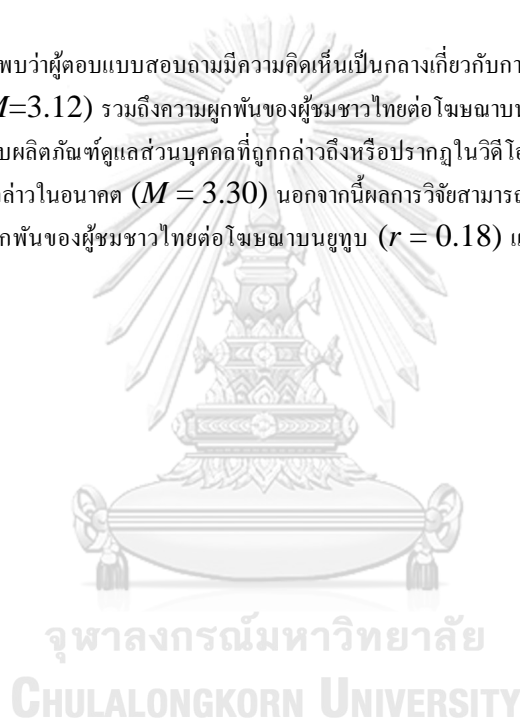 พบว่าผู้ตอบแบบสอบถามมีความคิดเห็นเป็นกลางเกี่ยวกับกา
M=3.12) รวมถึงความผูกพันของผู้ชมชาวไทยต่อโฆษณาบน
บผลิตภัณฑ์ดูแลส่วนบุคคลที่ถูกกล่าวถึงหรือปรากฏในวิดีโอ
ล่าวในอนาคต (M = 3.30) นอกจากนี้ผลการวิจัยสามารถ
กพันของผู้ชมชาวไทยต่อโฆษณาบนยูทูบ (r = 0.18) แ
จุฬาลงกรณ์มหาวิทยาลัย
CHULALONGKORN UNIVERSITY